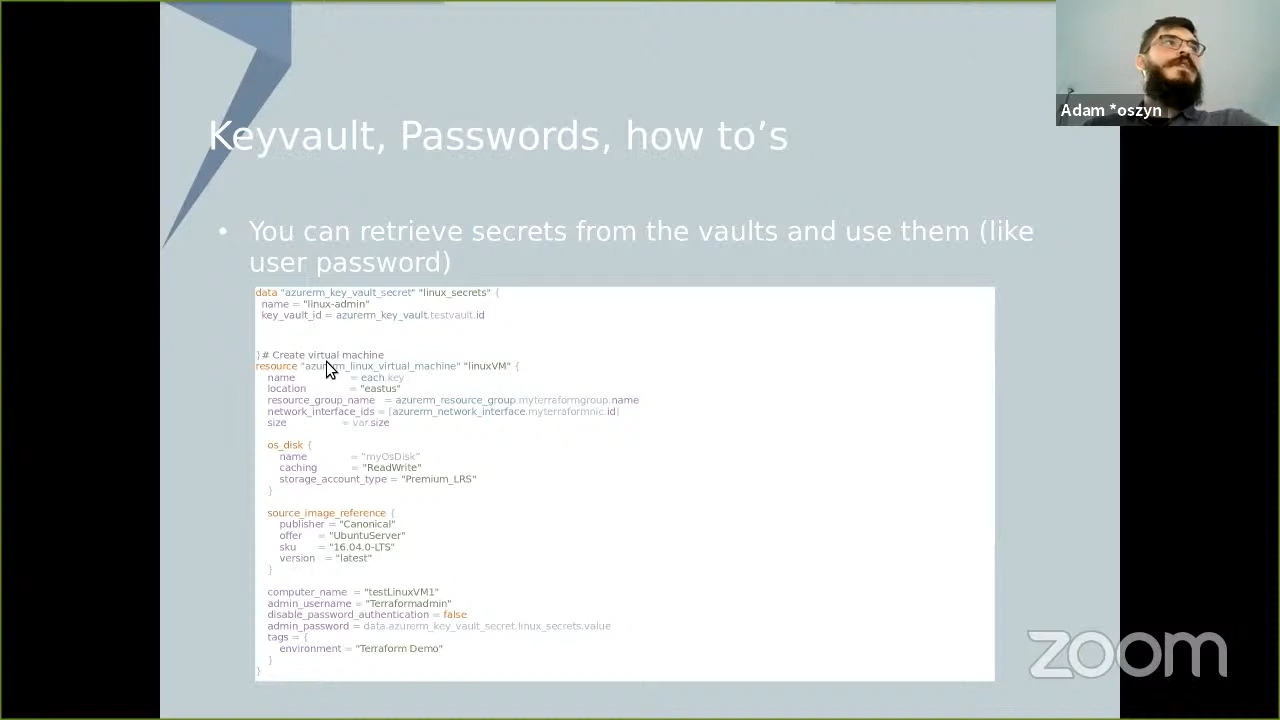 Adam *oszyn
Keyvault, Passwords, how to's
• You can retrieve secrets from the vaults and use them (like
user password)
data "azurerm_key_vault_secret" "linux_secrets" {
name = "linux-admin"
key_vault_id = azurerm_key_vault.testvault.id
}# Create virtual machine
resource "azurerm_linux_virtual_machine" "linuxVM" {
name = each.key
location = "eastus"
resource_group_name = azurerm_resource_group.myterraformgroup.name
network_interface_ids = [azurerm_network_interface.myterraformnic.id]
size = var.size
os_disk {
name = "myOsDisk"
caching = "ReadWrite"
storage_account_type = "Premium_LRS"
}
source_image_reference {
publisher = "Canonical"
offer = "UbuntuServer"
sku = "16.04.0-LTS"
version = "latest"
}
computer_name = "testLinuxVM1"
admin_username = "Terraformadmin"
disable_password_authentication = false
admin_password = data.azurerm_key_vault_secret.linux_secrets.value
tags = {
environment = "Terraform Demo"
}
}
zoom